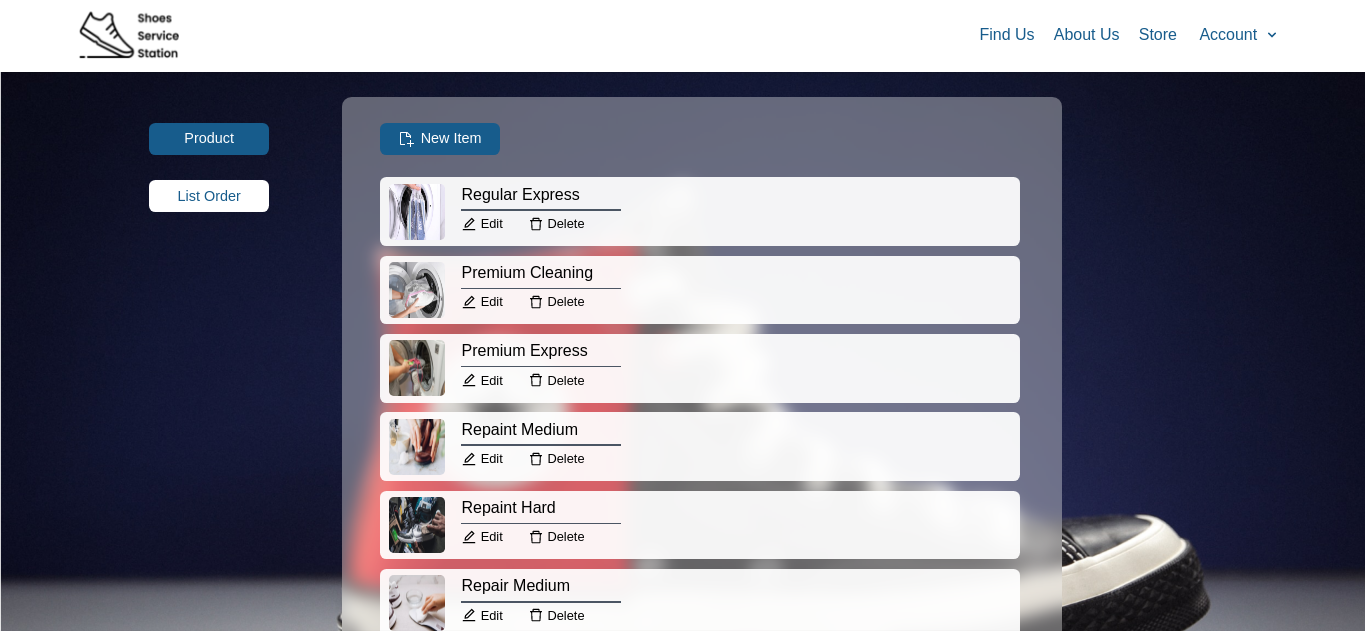 Shoes
Service
Station
Find Us About Us Store Account
Product
List Order
New Item
Regular Express
Edit Delete
Premium Cleaning
Edit Delete
Premium Express
Edit Delete
Repaint Medium
Edit Delete
Repaint Hard
Edit Delete
Repair Medium
Edit Delete